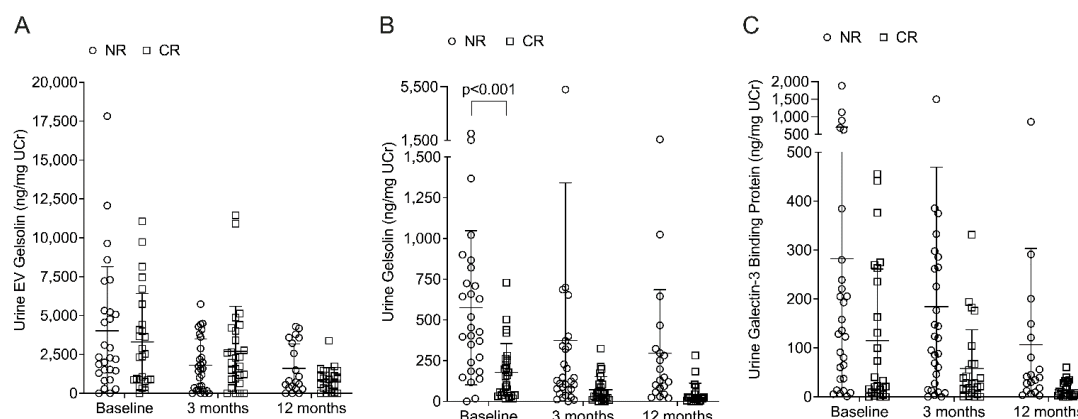 A
NR CR
Urine EV Gelsolin (ng/mg UCr)
20,000
17,500
15,000
12,500
10,000
7,500
5,000
2,500
0
Baseline 3 months 12 months
B
NR CR
Urine Gelsolin (ng/mg UCr)
5,500
p<0.001
1,500
1,500
1,250
1,000
750
500
250
0
Baseline 3 months 12 months
C
NR CR
Urine Galectin-3 Binding Protein (ng/mg UCr)
2,000
1,500
1,000
500
500
400
300
200
100
0
Baseline 3 months 12 months